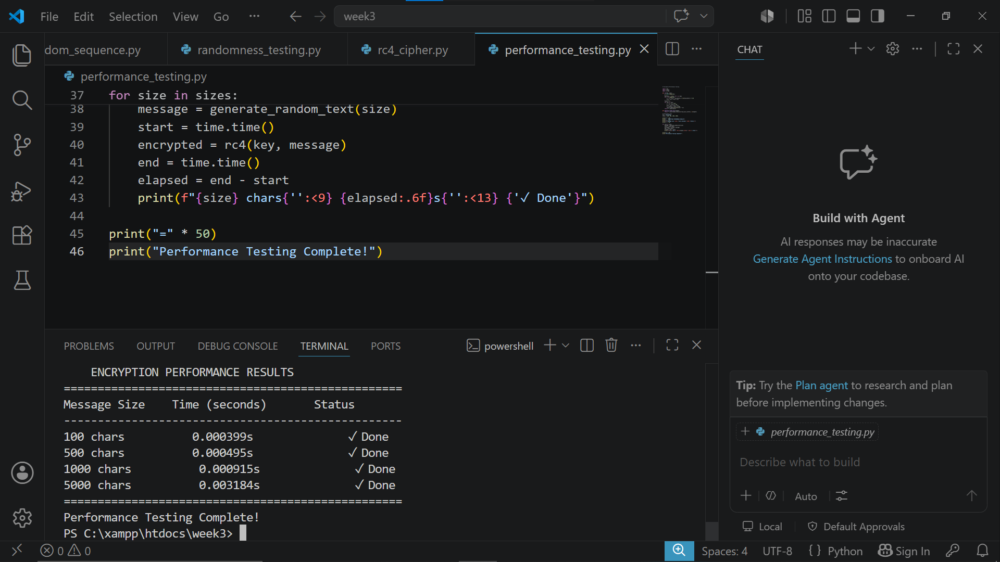 File Edit Selection View Go ··· week3
dom_sequence.py randomness_testing.py rc4_cipher.py performance_testing.py
performance_testing.py
37 for size in sizes:
38 message = generate_random_text(size)
39 start = time.time()
40 encrypted = rc4(key, message)
41 end = time.time()
42 elapsed = end - start
43 print(f"{size} chars{'':<9} {elapsed:.6f}s{'':<13} {'✓ Done'}")
44
45 print("=" * 50)
46 print("Performance Testing Complete!")
PROBLEMS OUTPUT DEBUG CONSOLE TERMINAL PORTS powershell
ENCRYPTION PERFORMANCE RESULTS
==================================================
Message Size Time (seconds) Status
--------------------------------------------------
100 chars 0.000399s ✓ Done
500 chars 0.000495s ✓ Done
1000 chars 0.000915s ✓ Done
5000 chars 0.003184s ✓ Done
==================================================
Performance Testing Complete!
PS C:\xampp\htdocs\week3>
CHAT
Build with Agent
AI responses may be inaccurate
Generate Agent Instructions to onboard AI
onto your codebase.
Tip: Try the Plan agent to research and plan
before implementing changes.
performance_testing.py
Describe what to build
Auto
Local Default Approvals
0 0 Spaces: 4 UTF-8 {} Python Sign In